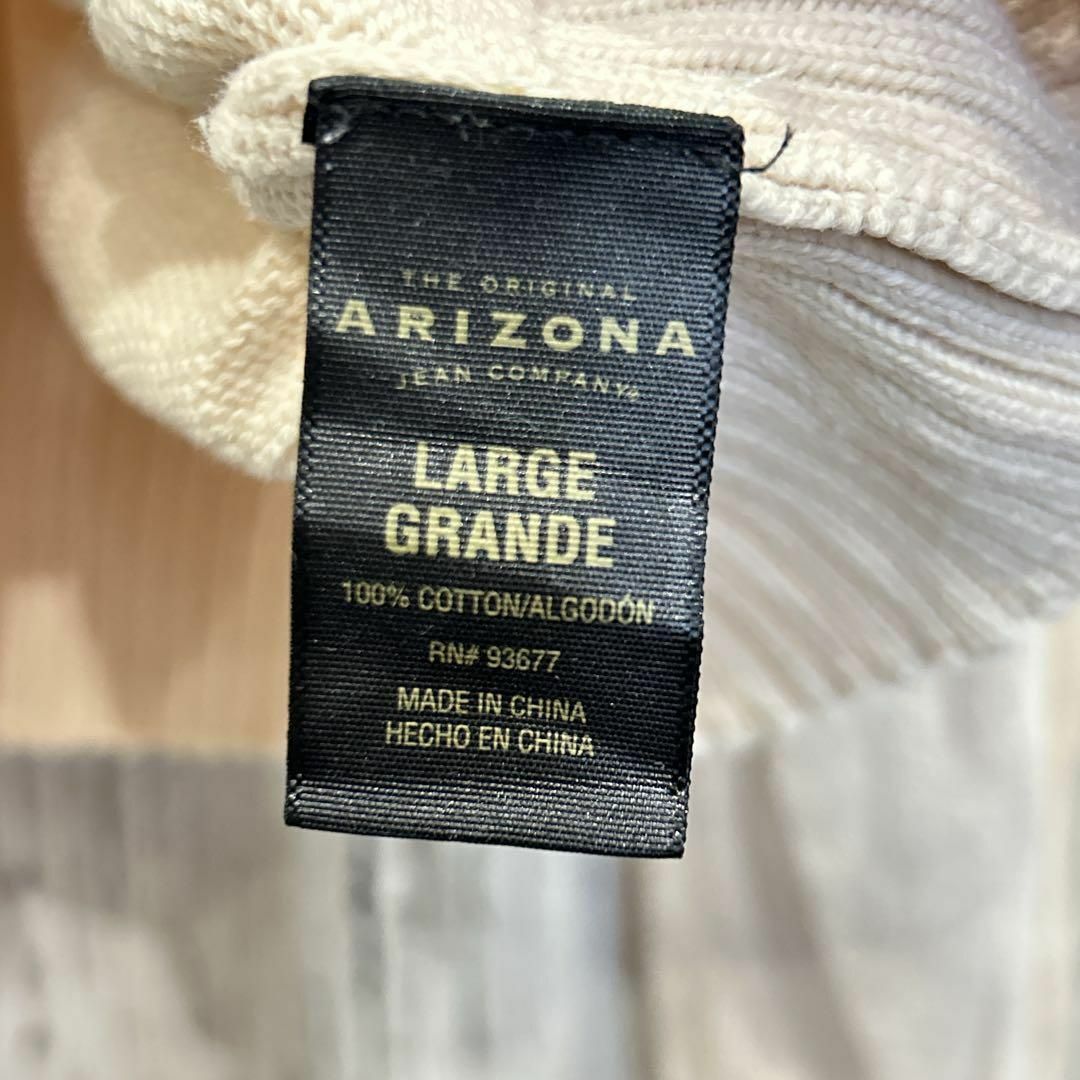 THE ORIGINAL
ARIZONA
JEAN COMPANY®
LARGE
GRANDE
100% COTTON/ALGODÓN
RN# 93677
MADE IN CHINA
HECHO EN CHINA